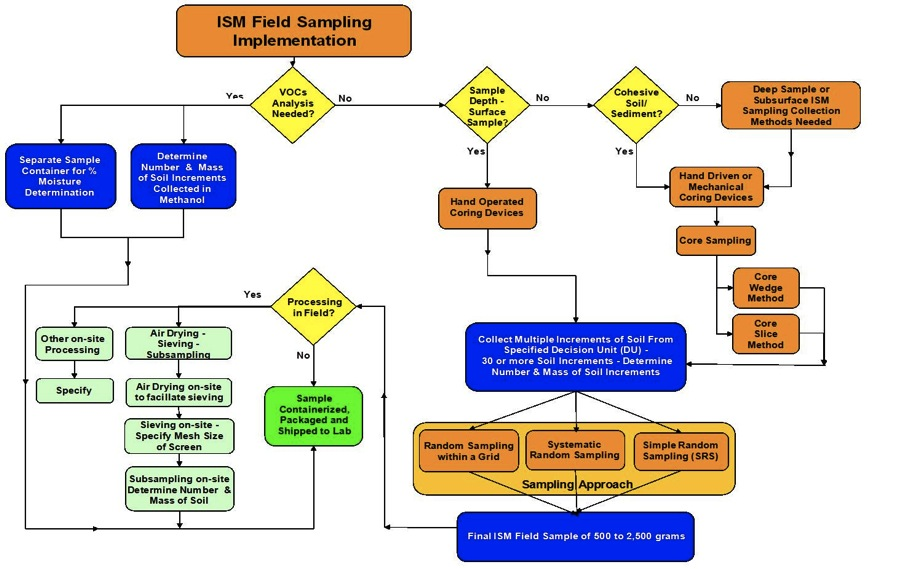 ISM Field Sampling
Implementation
VOCs
Analysis
Needed?
Yes
No
Sample
Depth -
Surface
Sample?
No
Yes
Cohesive
Soil/
Sediment?
No
Yes
Deep Sample or
Subsurface ISM
Sampling Collection
Methods Needed
Separate Sample
Container for %
Moisture
Determination
Determine
Number & Mass
of Soil Increments
Collected in
Methanol
Hand Operated
Coring Devices
Hand Driven or
Mechanical
Coring Devices
Core Sampling
Core
Wedge
Method
Core
Slice
Method
Processing
in Field?
Yes
No
Other on-site
Processing
Specify
Air Drying -
Sieving -
Subsampling
Air Drying on-site
to faciliate sieving
Sieving on-site -
Specify Mesh Size
of Screen
Subsampling on-site
Determine Number &
Mass of Soil
Sample
Containerized,
Packaged and
Shipped to Lab
Collect Multiple Increments of Soil From
Specified Decision Unit (DU) -
30 or more Soil Increments - Determine
Number & Mass of Soil Increments
Random Sampling
within a Grid
Systematic
Random Sampling
Simple Random
Sampling (SRS)
Sampling Approach
Final ISM Field Sample of 500 to 2,500 grams